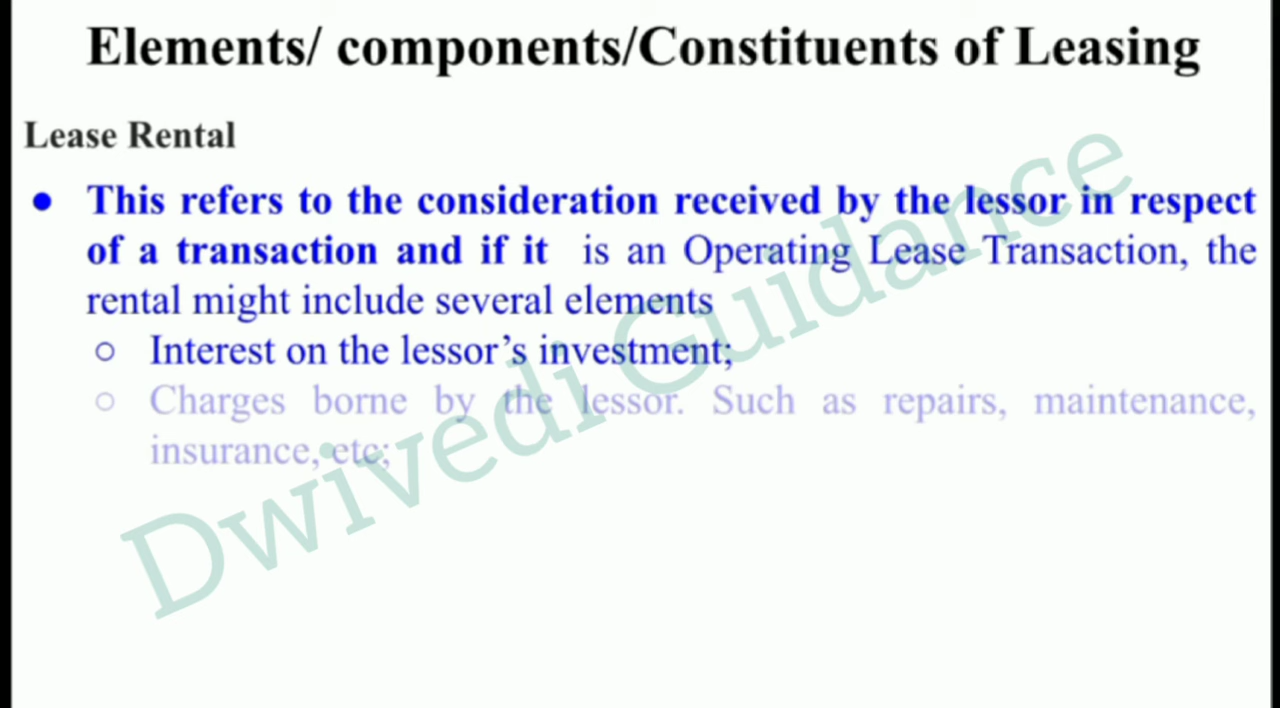 Elements/ components/Constituents of Leasing
Lease Rental
● This refers to the consideration received by the lessor in respect
of a transaction and if it is an Operating Lease Transaction, the
rental might include several elements
○ Interest on the lessor’s investment;
○ Charges borne by the lessor. Such as repairs, maintenance,
insurance, etc;
Dwivedi Guidance